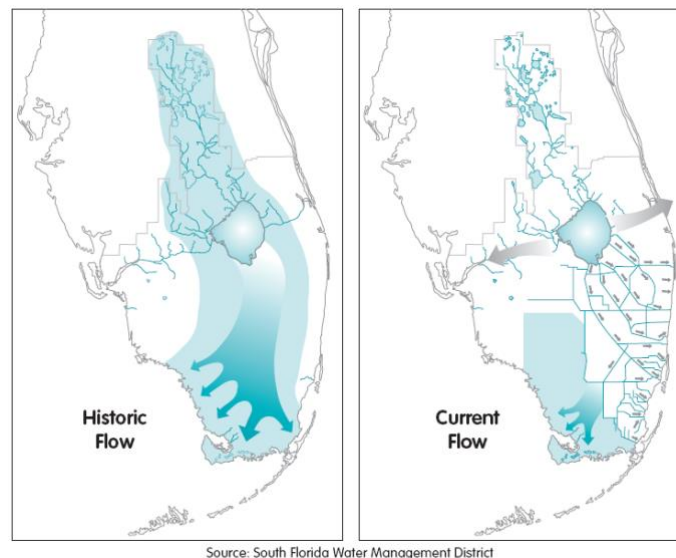 Historic
Flow
Current
Flow
Source: South Florida Water Management District